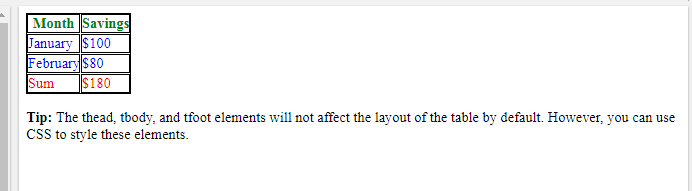 Month Savings
January $100
February $80
Sum $180
Tip: The thead, tbody, and tfoot elements will not affect the layout of the table by default. However, you can use
CSS to style these elements.